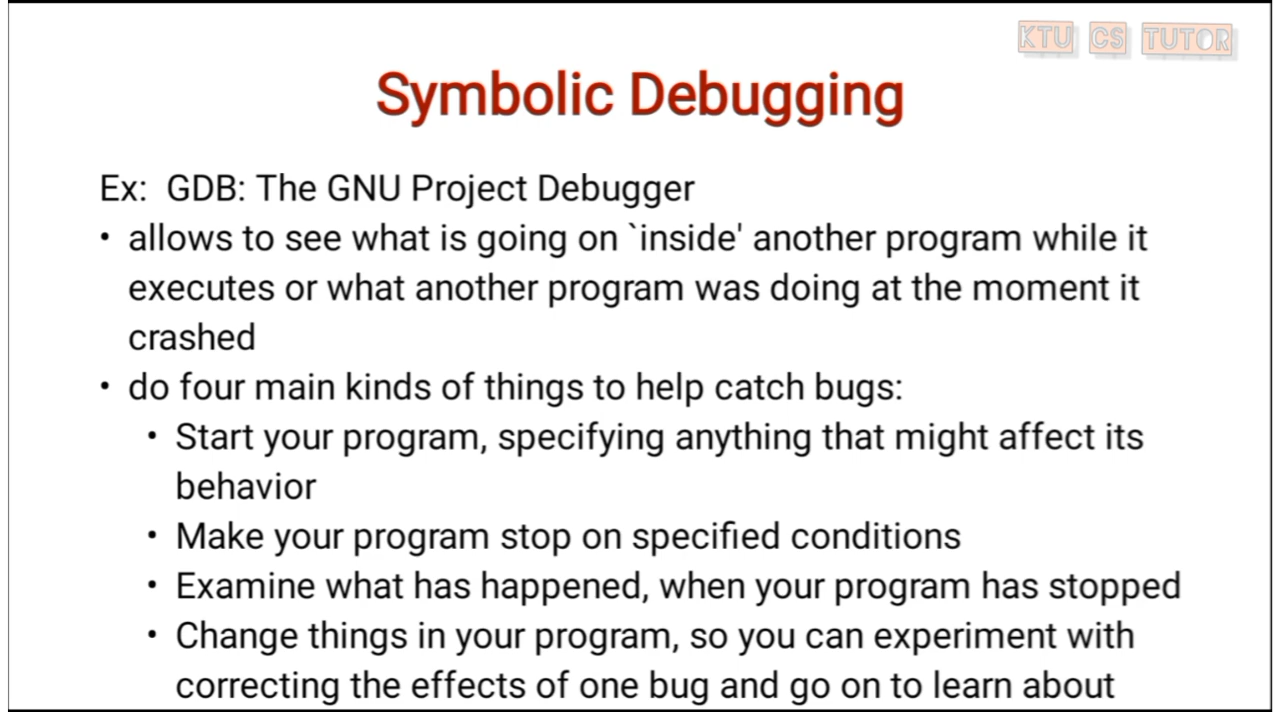 KTU CS TUTOR
Symbolic Debugging
Ex: GDB: The GNU Project Debugger
• allows to see what is going on `inside' another program while it
executes or what another program was doing at the moment it
crashed
• do four main kinds of things to help catch bugs:
• Start your program, specifying anything that might affect its
behavior
• Make your program stop on specified conditions
• Examine what has happened, when your program has stopped
• Change things in your program, so you can experiment with
correcting the effects of one bug and go on to learn about